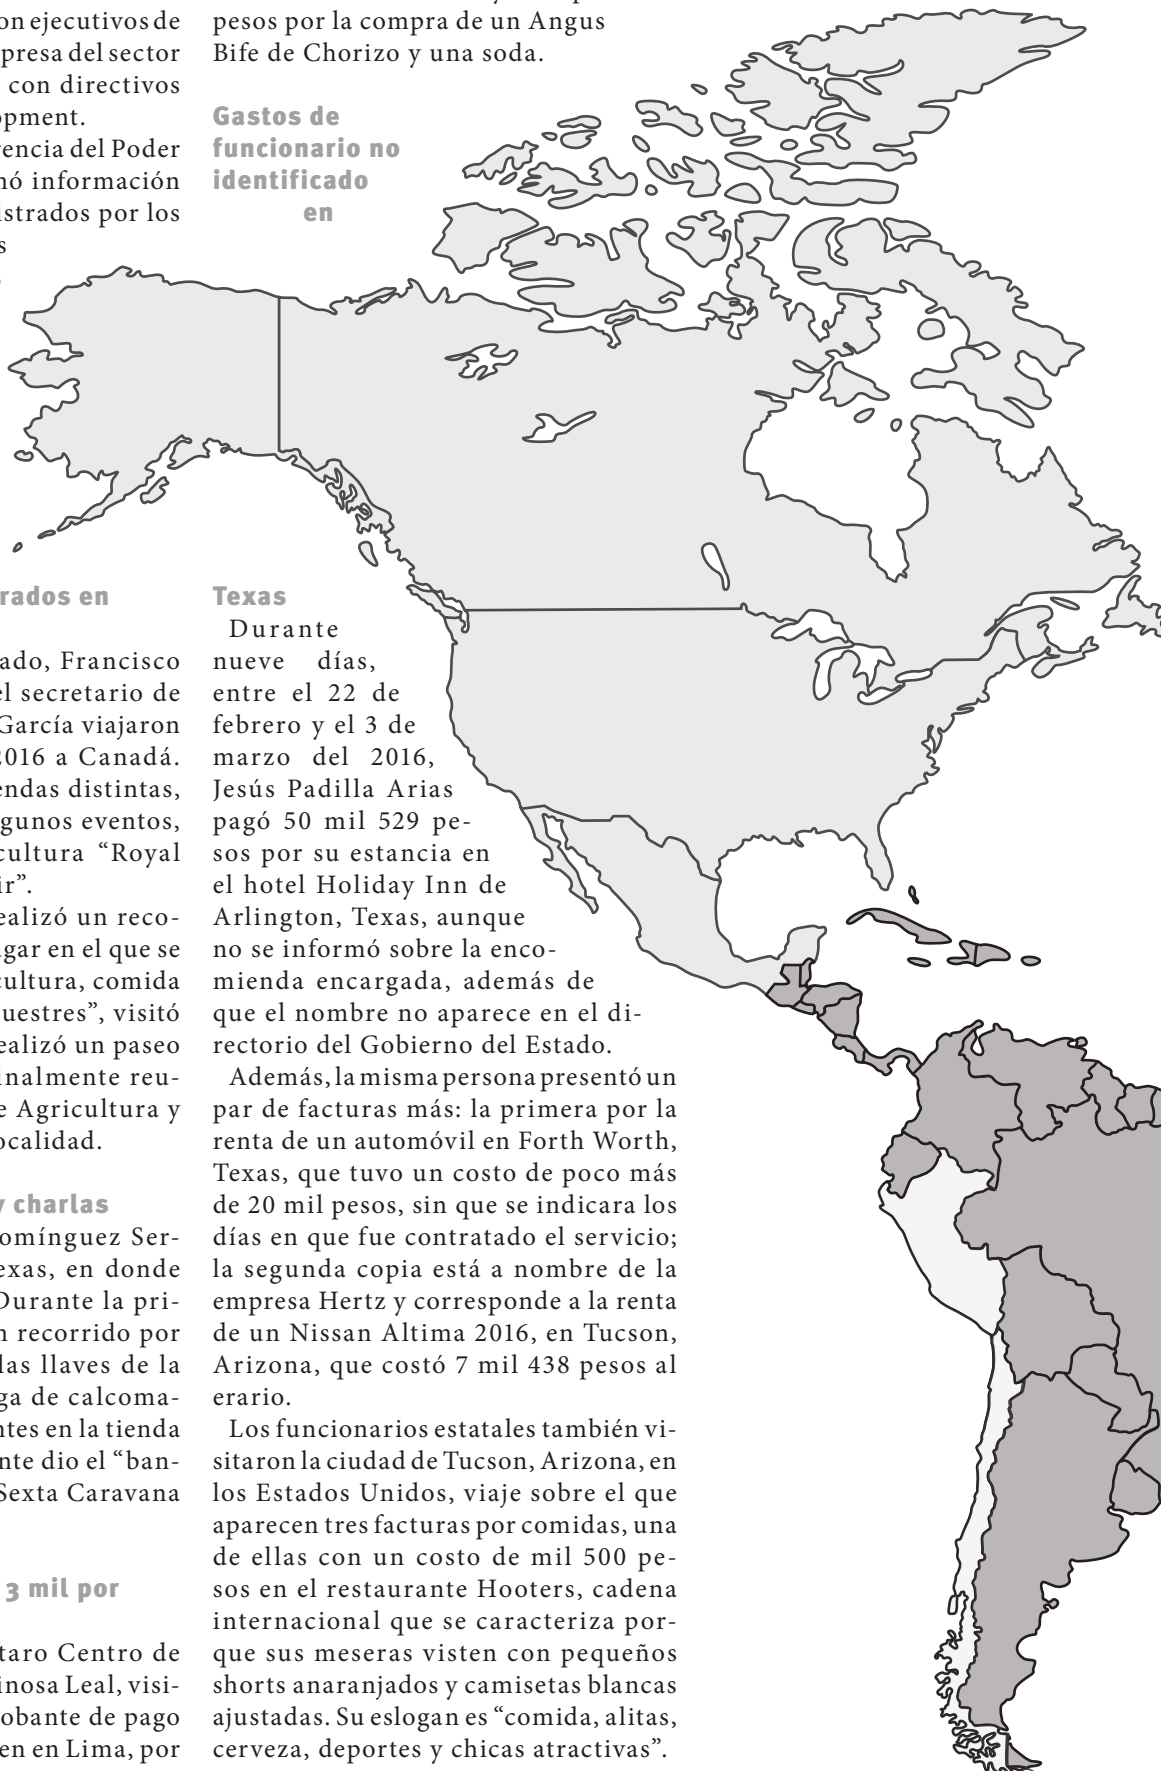 on ejecutivos de
presa del sector
con directivos
opment.
encia del Poder
ó información
istrados por los
s
rados en
ado, Francisco
el secretario de
García viajaron
2016 a Canadá.
endas distintas,
gunos eventos,
cultura “Royal
ir”.
ealizó un reco-
gar en el que se
cultura, comida
uestres”, visitó
ealizó un paseo
inalmente reu-
e Agricultura y
ocalidad.
y charlas
omínguez Ser-
exas, en donde
Durante la pri-
n recorrido por
las llaves de la
ga de calcoma-
ntes en la tienda
nte dio el “ban-
Sexta Caravana
3 mil por
taro Centro de
inosa Leal, visi-
obante de pago
en en Lima, por
pesos por la compra de un Angus
Bife de Chorizo y una soda.
Gastos de
funcionario no
identificado
en
Texas
Durante
nueve días,
entre el 22 de
febrero y el 3 de
marzo del 2016,
Jesús Padilla Arias
pagó 50 mil 529 pe-
sos por su estancia en
el hotel Holiday Inn de
Arlington, Texas, aunque
no se informó sobre la enco-
mienda encargada, además de
que el nombre no aparece en el di-
rectorio del Gobierno del Estado.
Además, la misma persona presentó un
par de facturas más: la primera por la
renta de un automóvil en Forth Worth,
Texas, que tuvo un costo de poco más
de 20 mil pesos, sin que se indicara los
días en que fue contratado el servicio;
la segunda copia está a nombre de la
empresa Hertz y corresponde a la renta
de un Nissan Altima 2016, en Tucson,
Arizona, que costó 7 mil 438 pesos al
erario.
Los funcionarios estatales también vi-
sitaron la ciudad de Tucson, Arizona, en
los Estados Unidos, viaje sobre el que
aparecen tres facturas por comidas, una
de ellas con un costo de mil 500 pe-
sos en el restaurante Hooters, cadena
internacional que se caracteriza por-
que sus meseras visten con pequeños
shorts anaranjados y camisetas blancas
ajustadas. Su eslogan es “comida, alitas,
cerveza, deportes y chicas atractivas”.